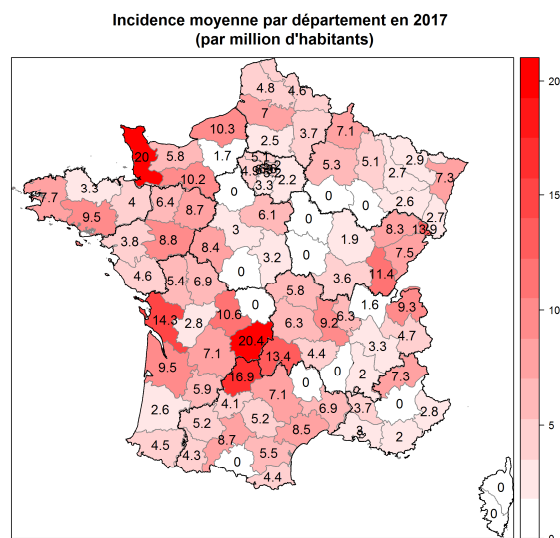 Incidence moyenne par département en 2017
(par million d'habitants)
4.8 4.6
7
10.3 2.5 3.7 7.1
20 5.8 1.7 5.1 5.3 5.1 2.7 2.9 7.3
10.2 4.9 3.3 2.2
7.7 3.3 4 6.4 8.7 0 0 0 2.6 2.7
9.5 6.1 0 8.3 13.9
3.8 8.8 8.4 3 3.2 0 1.9 7.5
4.6 5.4 6.9 0 5.8 3.6 11.4
14.3 2.8 10.6 0 6.3 9.2 6.3 1.6 9.3
20.4 13.4 4.4 3.3 4.7
9.5 7.1 16.9 0 0 2 7.3
5.9 4.1 7.1 0
2.6 5.2 5.2 6.9 3.7 2.8
4.5 4.3 8.7 8.5 3 2
0 5.5
4.4
0
0
20
15
10
5
0